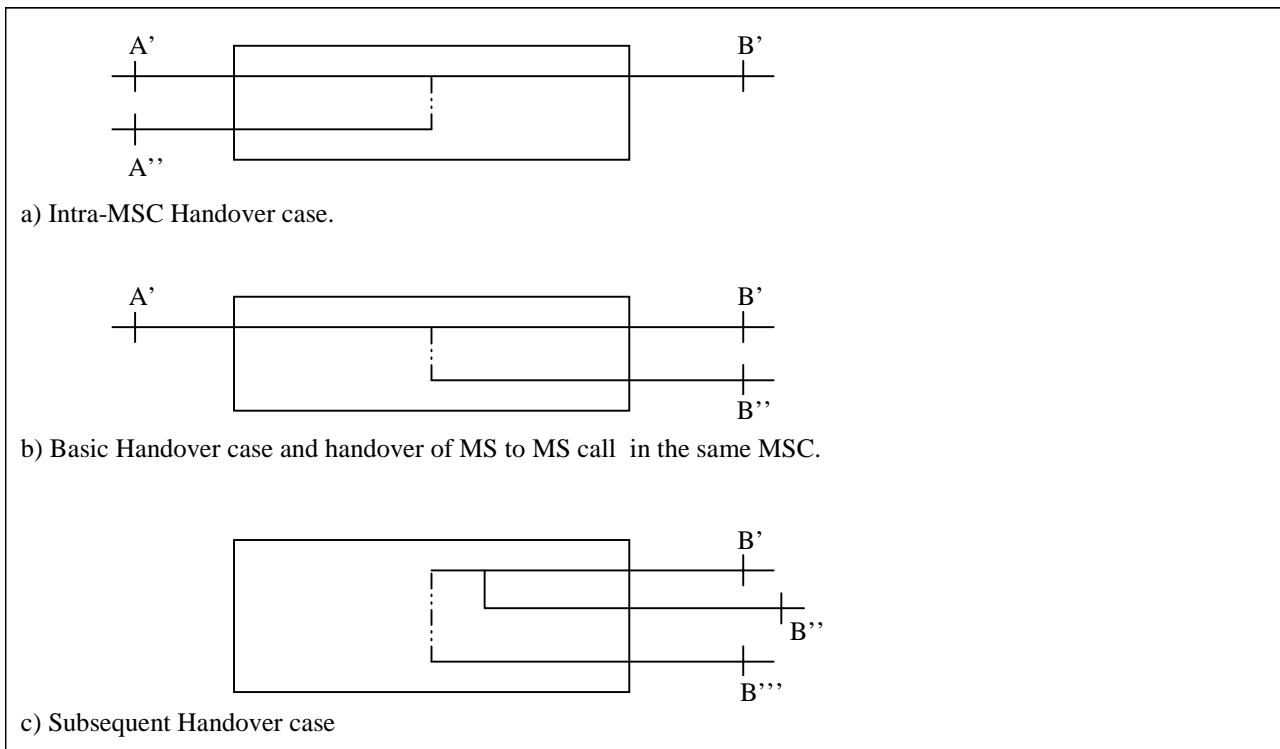 A’ B’
A’’
a) Intra-MSC Handover case.
A’ B’
B’’
b) Basic Handover case and handover of MS to MS call in the same MSC.
B’
B’’
B’’’
c) Subsequent Handover case